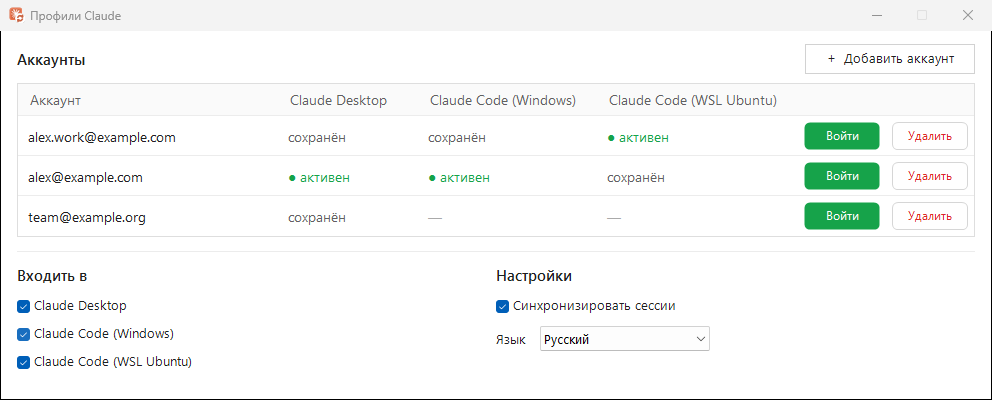 Профили Claude
Аккаунты
+ Добавить аккаунт
Аккаунт Claude Desktop Claude Code (Windows) Claude Code (WSL Ubuntu)
alex.work@example.com сохранён сохранён ● активен Войти Удалить
alex@example.com ● активен ● активен сохранён Войти Удалить
team@example.org сохранён — — Войти Удалить
Входить в
Claude Desktop
Claude Code (Windows)
Claude Code (WSL Ubuntu)
Настройки
Синхронизировать сессии
Язык Русский